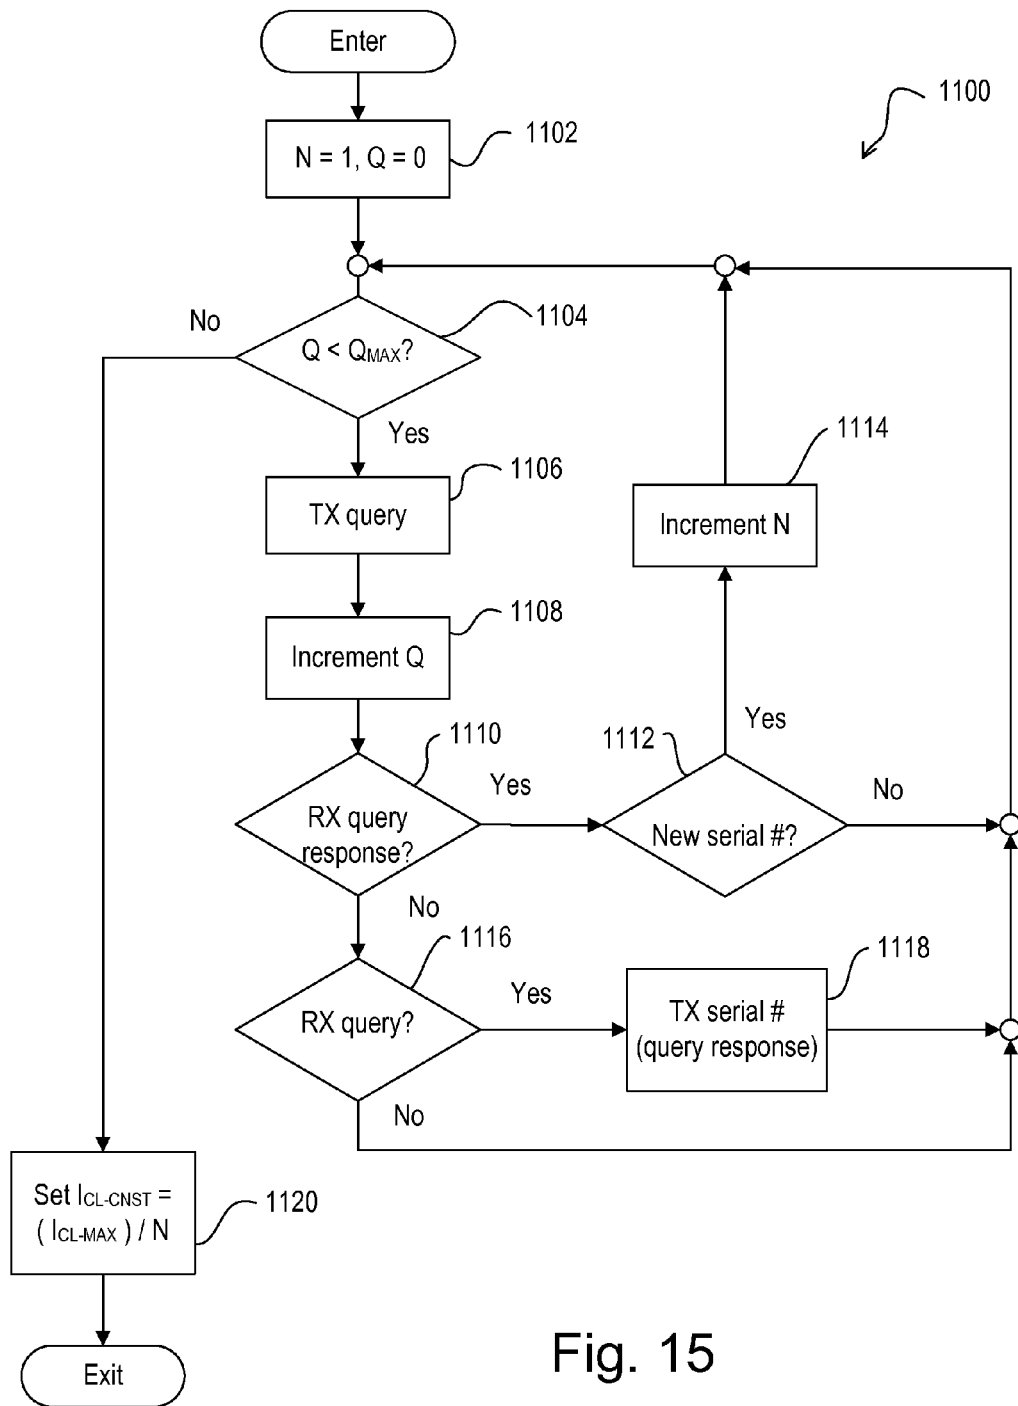 Enter
1100
1102
N = 1, Q = 0
No
1104
Q < QMAX?
Yes
1106
TX query
1114
Increment N
1108
Increment Q
1110
Yes
1112
Yes
No
RX query
response?
New serial #?
No
1116
1118
Yes
RX query?
TX serial #
(query response)
No
Set ICL-CNST =
( ICL-MAX ) / N
1120
Exit
Fig. 15